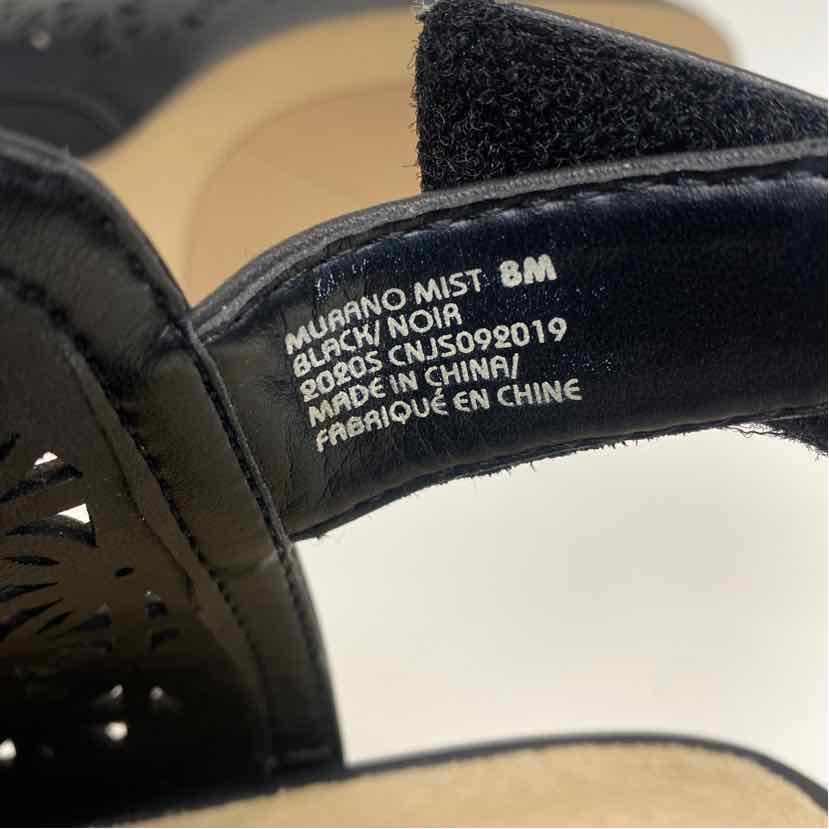 MURANO MIST 8M
BLACK/ NOIR
2020S CNJS092019
MADE IN CHINA/
FABRIQUÉ EN CHINE